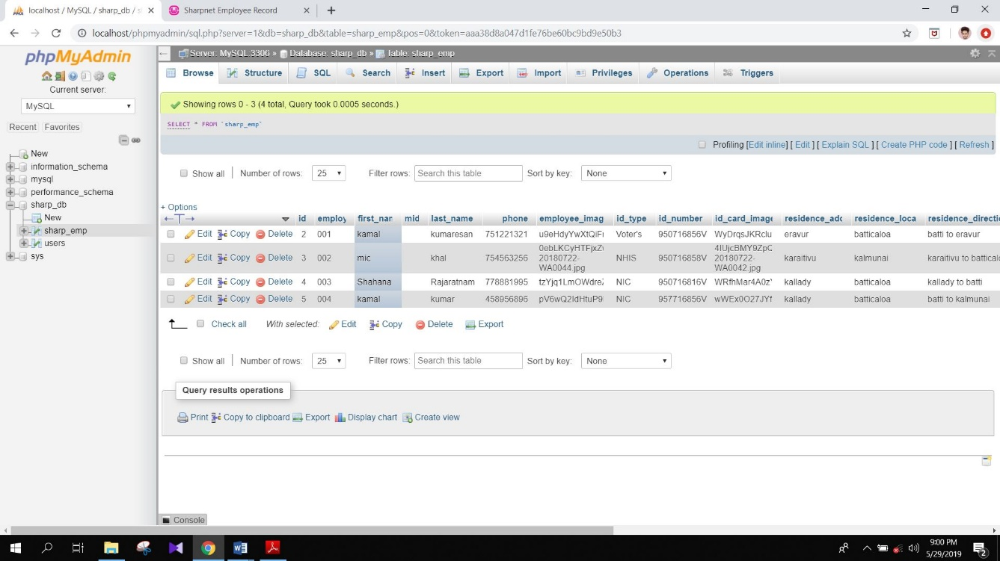 localhost / MySQL / sharp_db / s
Sharpnet Employee Record
localhost/phpmyadmin/sql.php?server=1&db=sharp_db&table=sharp_emp&pos=0&token=aaa38d8a047d1fe76be60bc9bd9e50b3
phpMyAdmin
Current server:
MySQL
Recent Favorites
New
information_schema
mysql
performance_schema
sharp_db
New
sharp_emp
users
sys
Server: MySQL:3306 » Database: sharp_db » Table: sharp_emp
Browse Structure SQL Search Insert Export Import Privileges Operations Triggers
Showing rows 0 - 3 (4 total, Query took 0.0005 seconds.)
SELECT * FROM `sharp_emp`
Profiling [Edit inline] [ Edit ] [ Explain SQL ] [ Create PHP code ] [ Refresh ]
Show all | Number of rows: 25 Filter rows: Search this table Sort by key: None
+ Options
←T→ id employ first_nar mid last_name phone employee_imag id_type id_number id_card_image residence_adc residence_loca residence_directi
Edit Copy Delete 2 001 kamal kumaresan 751221321 u9eHdyYwXtQiFi Voter's 950716856V WyDrqsJKRclu eravur batticaloa batti to eravur
Edit Copy Delete 3 002 mic khal 754563256 0ebLKCyHTFjxZ 20180722-WA0044.jpg NHIS 950716858V 4IUjcBMY9ZpQ 20180722-WA0042.jpg karaitivu kalmunai karaitivu to battical
Edit Copy Delete 4 003 Shahana Rajaratnam 778881995 tzYjq1LmOWdre NIC 950716816V WRfhMar4A0z kallady batticaloa kallady to batti
Edit Copy Delete 5 004 kamal kumar 458956896 pV6wQ2IdHtuP9 NIC 957716856V wWEx0O27JYf kallady batticaloa batti to kalmunai
Check all With selected: Edit Copy Delete Export
Show all | Number of rows: 25 Filter rows: Search this table Sort by key: None
Query results operations
Print Copy to clipboard Export Display chart Create view
Console
9:00 PM
5/29/2019
2